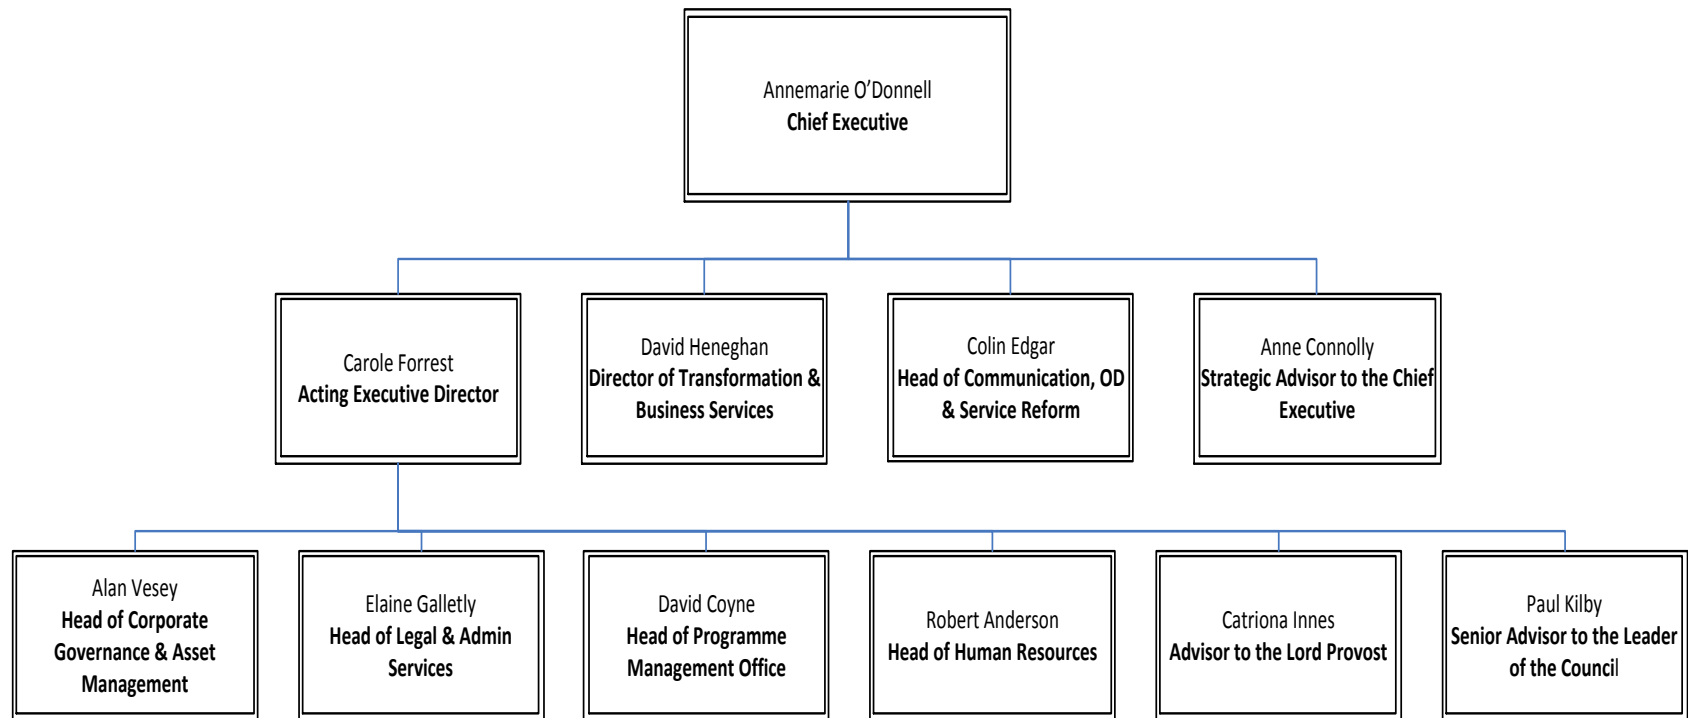 Annemarie O’Donnell
Chief Executive
Carole Forrest
Acting Executive Director
David Heneghan
Director of Transformation &
Business Services
Colin Edgar
Head of Communication, OD
& Service Reform
Anne Connolly
Strategic Advisor to the Chief
Executive
Alan Vesey
Head of Corporate
Governance & Asset
Management
Elaine Galletly
Head of Legal & Admin
Services
David Coyne
Head of Programme
Management Office
Robert Anderson
Head of Human Resources
Catriona Innes
Advisor to the Lord Provost
Paul Kilby
Senior Advisor to the Leader
of the Council